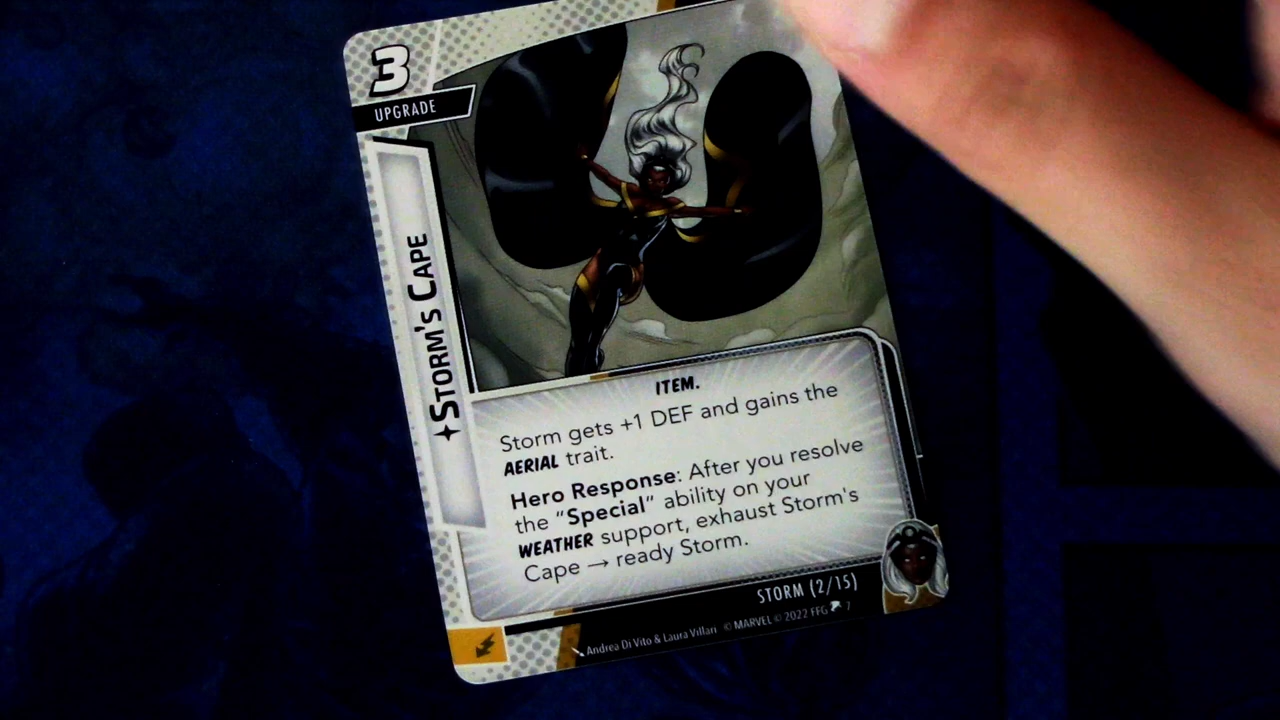 3
UPGRADE
STORM'S CAPE
ITEM.
Storm gets +1 DEF and gains the
AERIAL trait.
Hero Response: After you resolve
the "Special" ability on your
WEATHER support, exhaust Storm's
Cape → ready Storm.
STORM (2/15)
Andrea Di Vito & Laura Villari © MARVEL © 2022 FFG 7